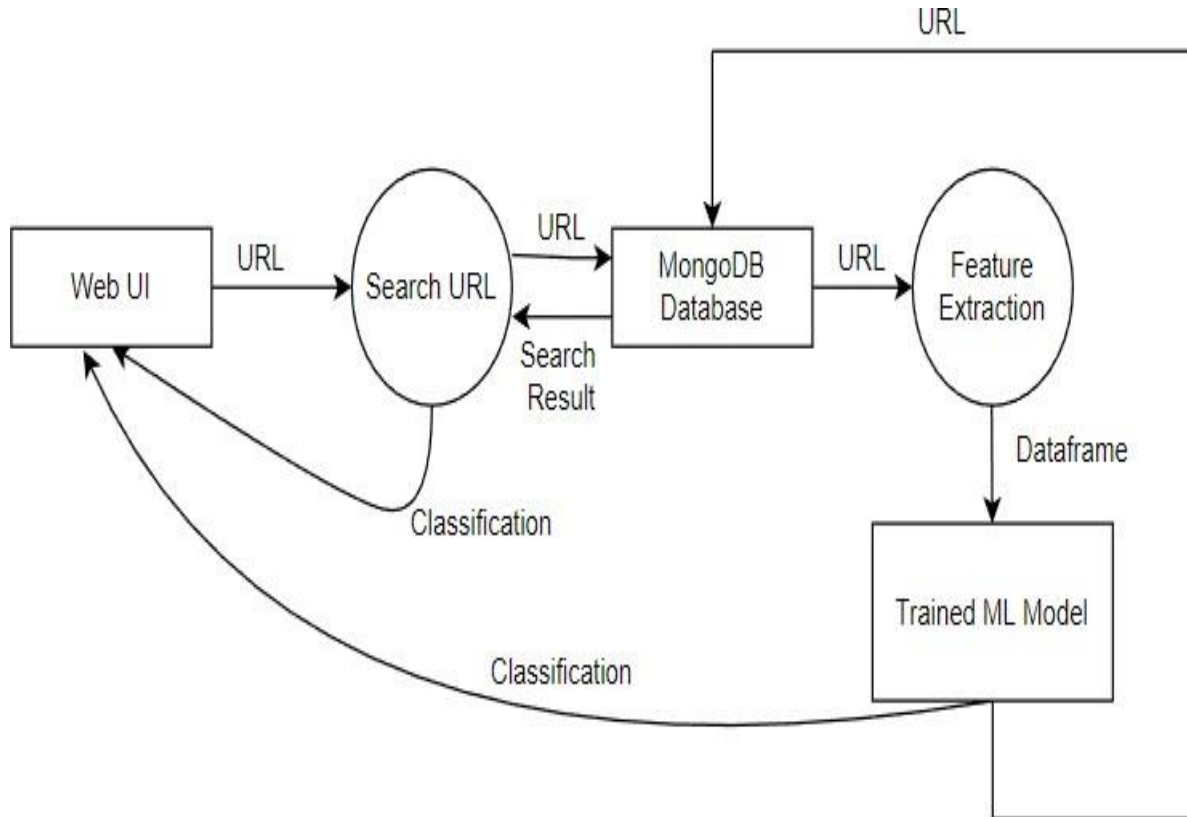 URL
URL
URL
URL
Web UI
Search URL
MongoDB
Database
Feature
Extraction
Search
Result
Dataframe
Classification
Trained ML Model
Classification